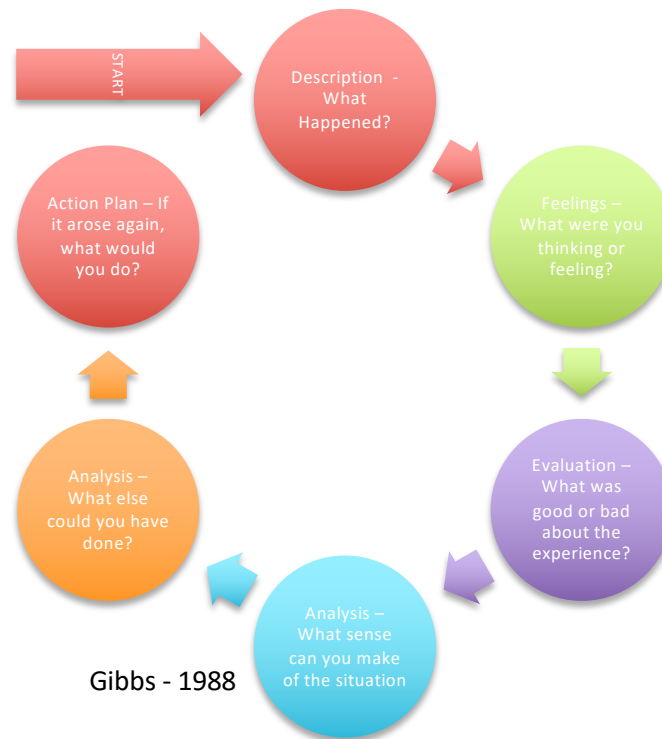 START
Description -
What
Happened?
Feelings –
What were you
thinking or
feeling?
Evaluation –
What was
good or bad
about the
experience?
Analysis –
What sense
can you make
of the situation
Analysis –
What else
could you have
done?
Action Plan – If
it arose again,
what would
you do?
Gibbs - 1988